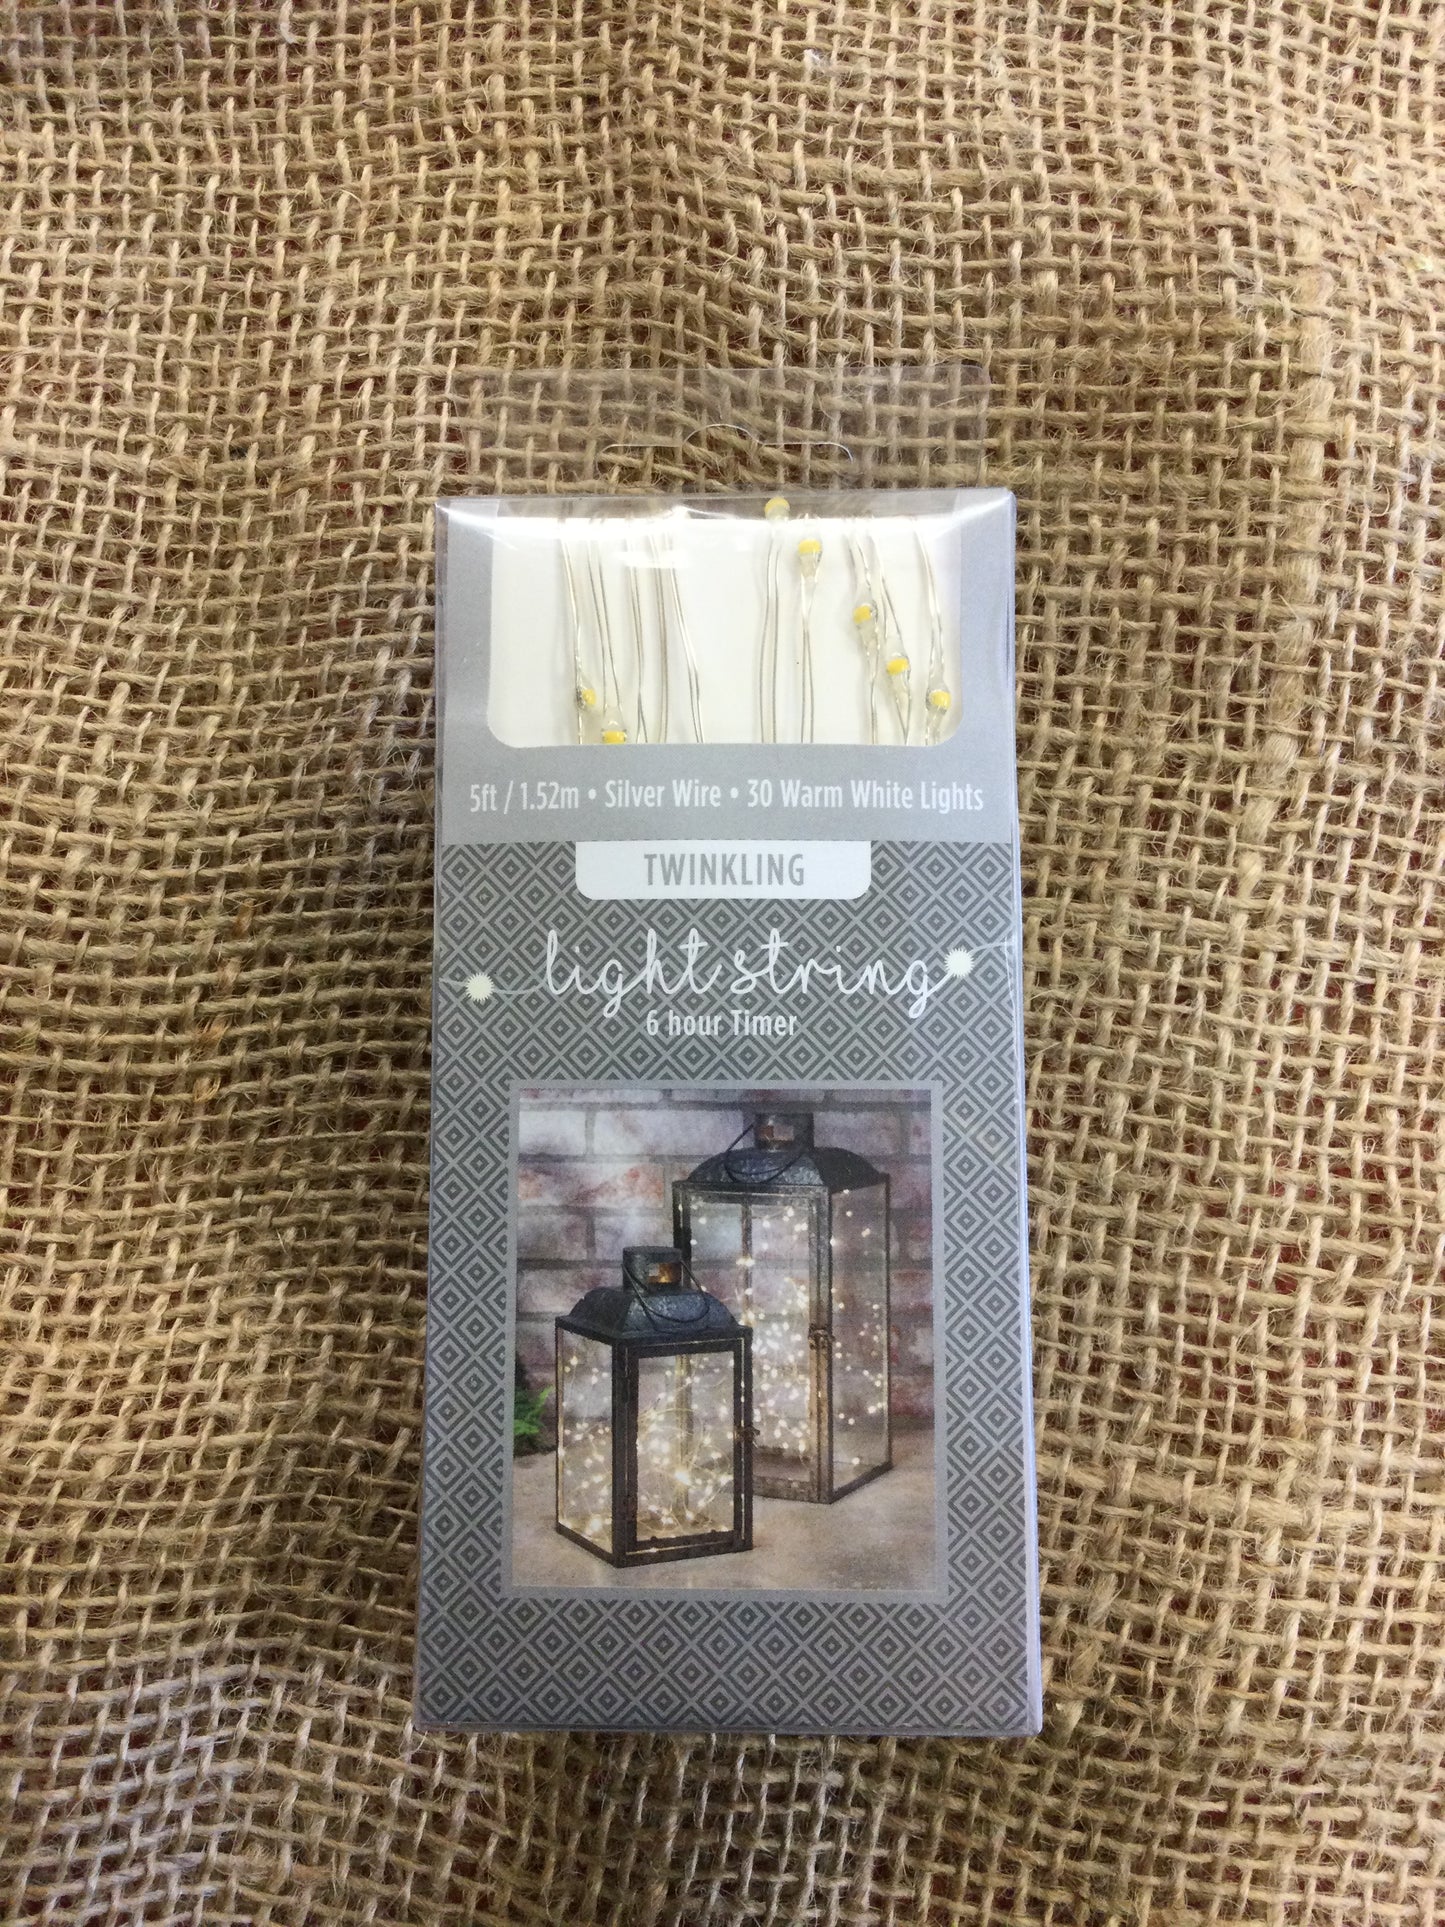 5ft / 1.52m • Silver Wire • 30 Warm White Lights
TWINKLING
light string
6 hour Timer